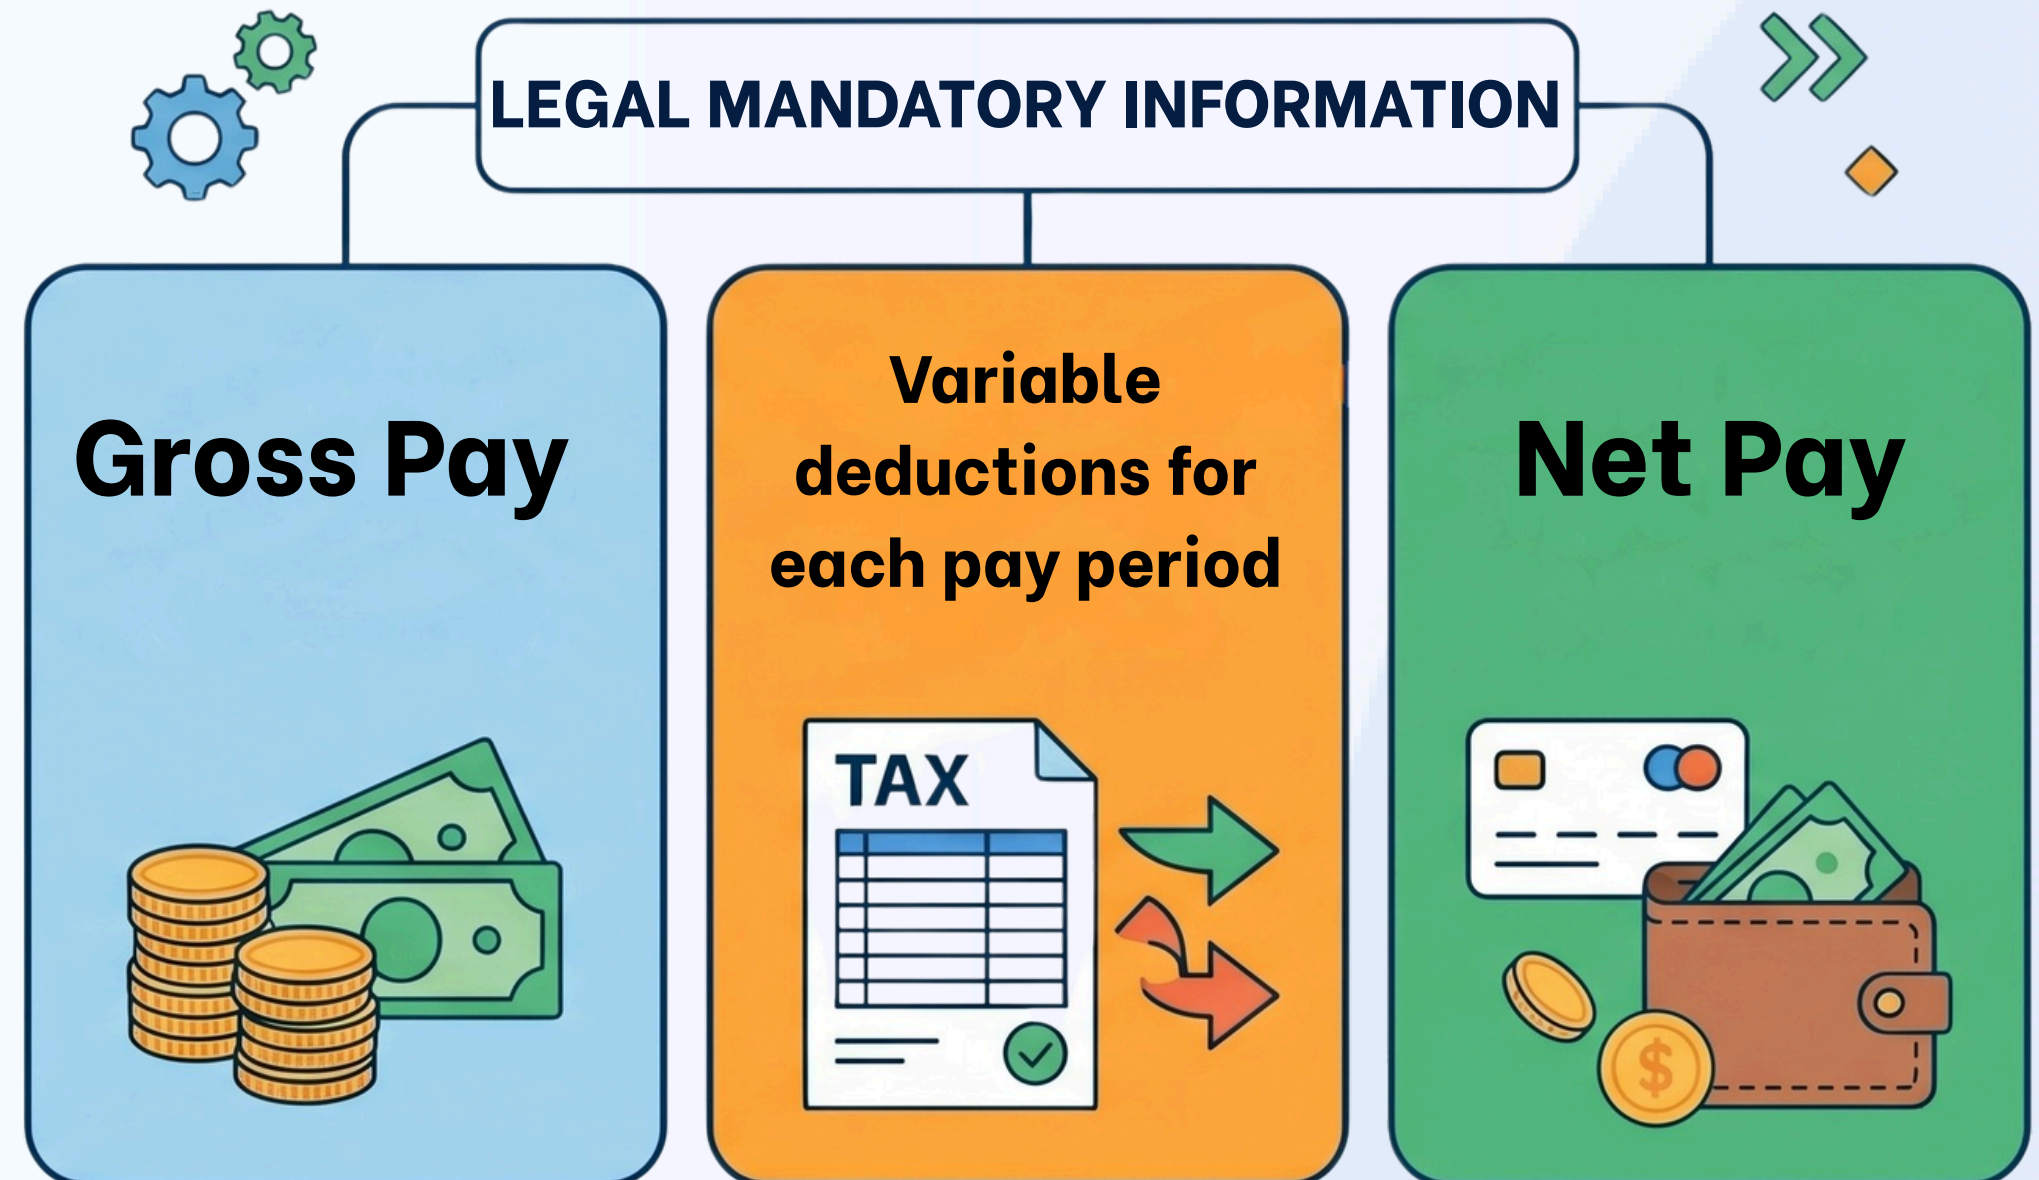 LEGAL MANDATORY INFORMATION
Gross Pay
Variable
deductions for
each pay period
TAX
Net Pay
$